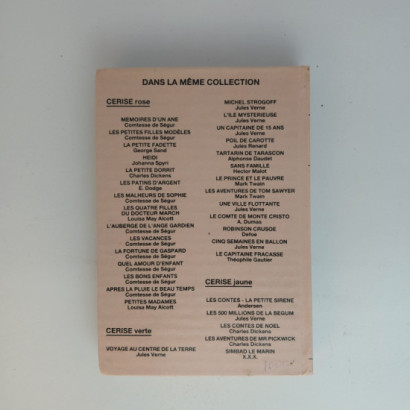 DANS LA MÊME COLLECTION
CERISE rose
MEMOIRES D'UN ANE
Comtesse de Ségur
LES PETITES FILLES MODÈLES
Comtesse de Ségur
LA PETITE FADETTE
George Sand
HEIDI
Johanna Spyri
LA PETITE DORRIT
Charles Dickens
LES PATINS D'ARGENT
E. Dodge
LES MALHEURS DE SOPHIE
Comtesse de Ségur
LES QUATRE FILLES
DU DOCTEUR MARCH
Louisa May Alcott
L'AUBERGE DE L'ANGE GARDIEN
Comtesse de Ségur
LES VACANCES
Comtesse de Ségur
LA FORTUNE DE GASPARD
Comtesse de Ségur
QUEL AMOUR D'ENFANT
Comtesse de Ségur
LES BONS ENFANTS
Comtesse de Ségur
APRES LA PLUIE LE BEAU TEMPS
Comtesse de Ségur
PETITES MADAMES
Louisa May Alcott
CERISE verte
VOYAGE AU CENTRE DE LA TERRE
Jules Verne
MICHEL STROGOFF
Jules Verne
L'ILE MYSTERIEUSE
Jules Verne
UN CAPITAINE DE 15 ANS
Jules Verne
POIL DE CAROTTE
Jules Renard
TARTARIN DE TARASCON
Alphonse Daudet
SANS FAMILLE
Hector Malot
LE PRINCE ET LE PAUVRE
Mark Twain
LES AVENTURES DE TOM SAWYER
Mark Twain
UNE VILLE FLOTTANTE
Jules Verne
LE COMTE DE MONTE CRISTO
A. Dumas
ROBINSON CRUSOE
Defoe
CINQ SEMAINES EN BALLON
Jules Verne
LE CAPITAINE FRACASSE
Théophile Gautier
CERISE jaune
LES CONTES - LA PETITE SIRENE
Andersen
LES 500 MILLIONS DE LA BEGUM
Jules Verne
LES CONTES DE NOEL
Charles Dickens
LES AVENTURES DE MR PICKWICK
Charles Dickens
SIMBAD LE MARIN
X.X.X.